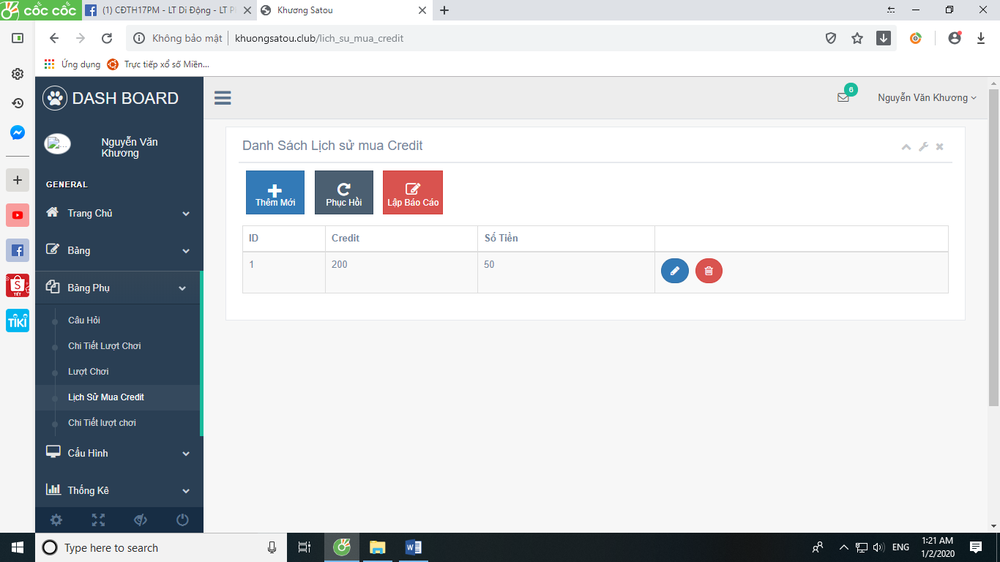 cốc cốc
(1) CĐTH17PM - LT Di Động - LT P
Khương Satou
Không bảo mật
khuongsatou.club/lich_su_mua_credit
Ứng dụng
Trực tiếp xổ số Miền...
DASH BOARD
6
Nguyễn Văn Khương
Nguyễn Văn
Khương
GENERAL
Trang Chủ
Bảng
Bảng Phụ
Câu Hỏi
Chi Tiết Lượt Chơi
Lượt Chơi
Lịch Sử Mua Credit
Chi Tiết lượt chơi
Cấu Hình
Thống Kê
Danh Sách Lịch sử mua Credit
Thêm Mới
Phục Hồi
Lập Báo Cáo
ID Credit Số Tiền
1 200 50
TẾT
TIKI
Type here to search
ENG
1:21 AM
1/2/2020